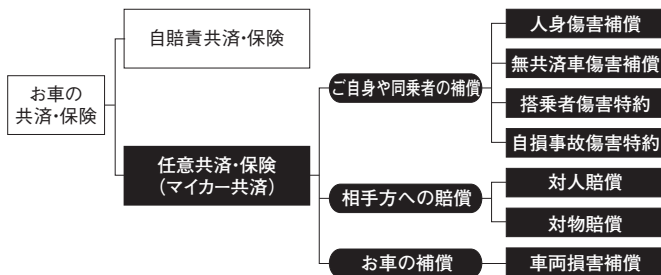 お車の
共済・保険
自賠責共済・保険
任意共済・保険
（マイカー共済）
ご自身や同乗者の補償
人身傷害補償
無共済車傷害補償
搭乗者傷害特約
自損事故傷害特約
相手方への賠償
対人賠償
対物賠償
お車の補償
車両損害補償